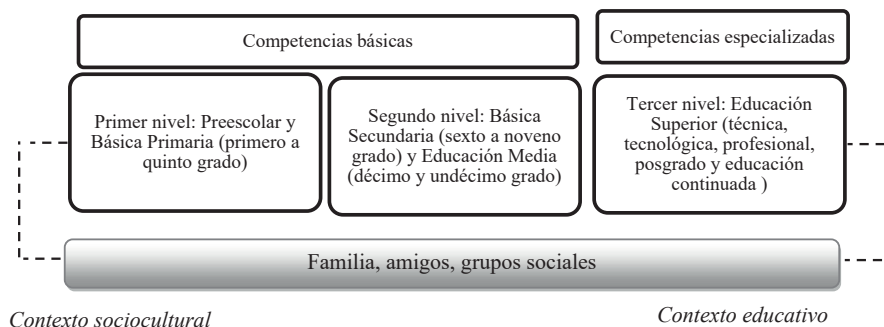 Competencias básicas
Competencias especializadas
Primer nivel: Preescolar y
Básica Primaria (primero a
quinto grado)
Segundo nivel: Básica
Secundaria (sexto a noveno
grado) y Educación Media
(décimo y undécimo grado)
Tercer nivel: Educación
Superior (técnica,
tecnológica, profesional,
posgrado y educación
continuada )
Familia, amigos, grupos sociales
Contexto sociocultural
Contexto educativo